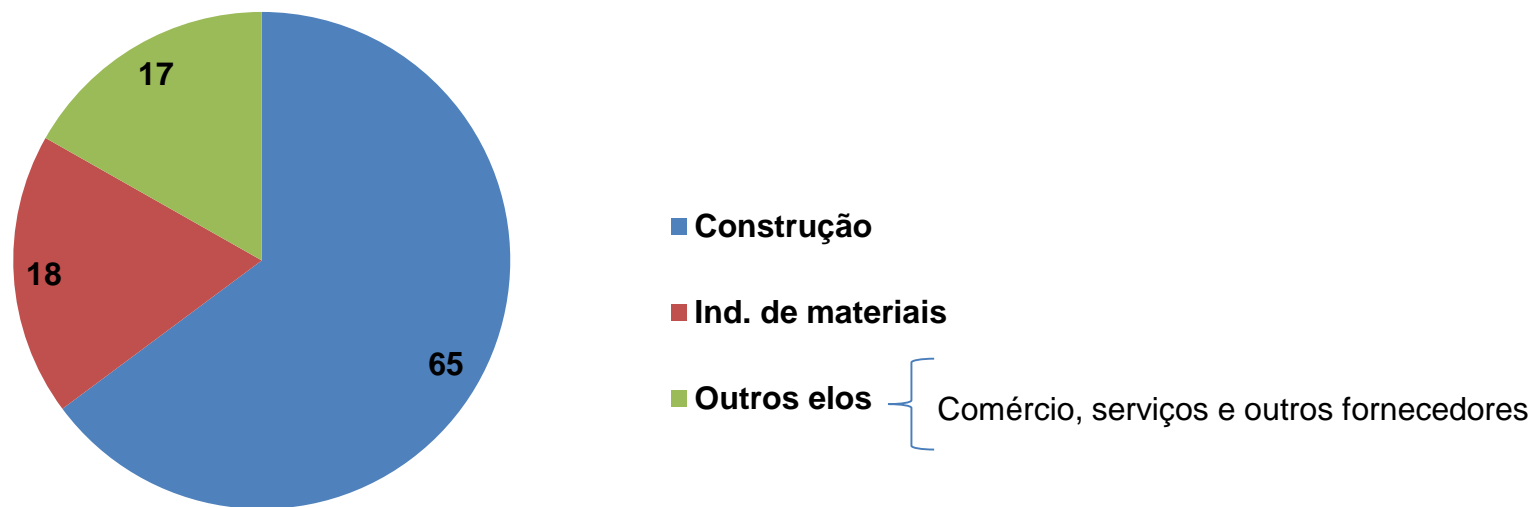 17
18
65
Construção
Ind. de materiais
Outros elos
Comércio, serviços e outros fornecedores